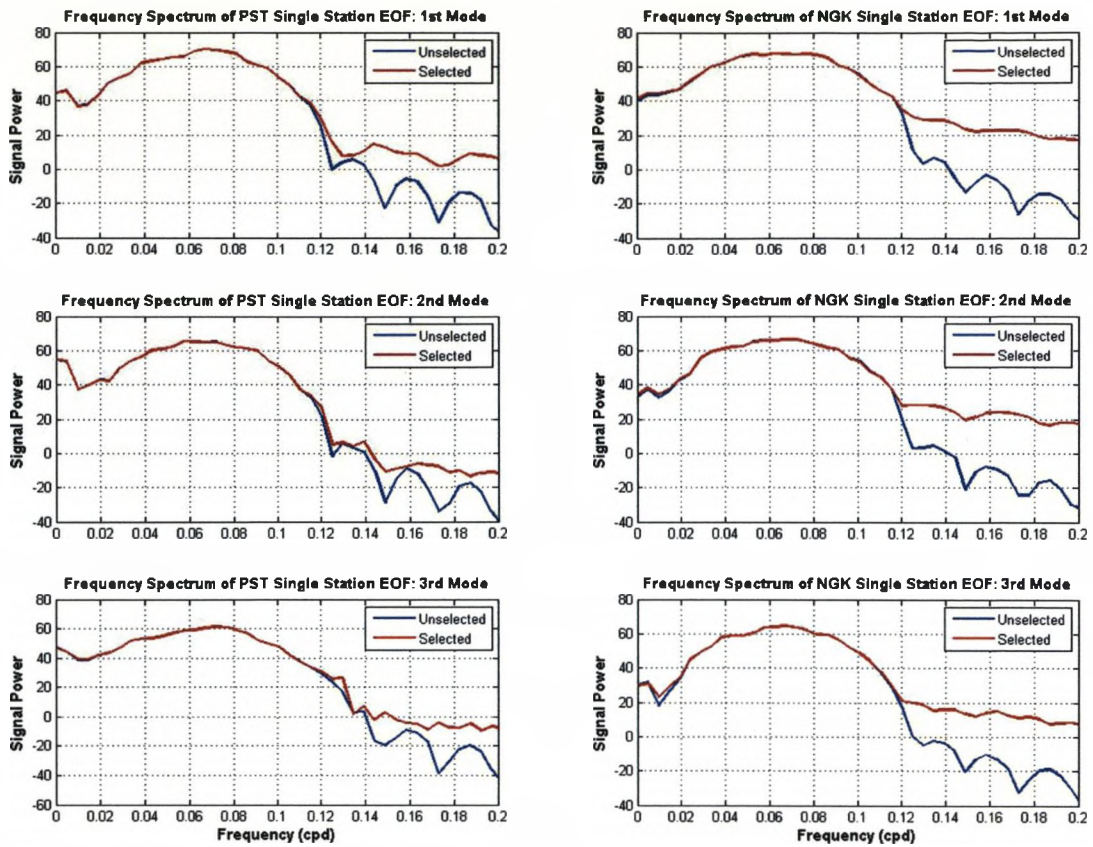 Frequency Spectrum of PST Single Station EOF: 1st Mode
80
60
40
20
0
-20
-40
Signal Power
Unselected
Selected
0 0.02 0.04 0.06 0.08 0.1 0.12 0.14 0.16 0.18 0.2
Frequency Spectrum of NGK Single Station EOF: 1st Mode
80
60
40
20
0
-20
-40
Signal Power
Unselected
Selected
0 0.02 0.04 0.06 0.08 0.1 0.12 0.14 0.16 0.18 0.2
Frequency Spectrum of PST Single Station EOF: 2nd Mode
80
60
40
20
0
-20
-40
Signal Power
Unselected
Selected
0 0.02 0.04 0.06 0.08 0.1 0.12 0.14 0.16 0.18 0.2
Frequency Spectrum of NGK Single Station EOF: 2nd Mode
80
60
40
20
0
-20
-40
Signal Power
Unselected
Selected
0 0.02 0.04 0.06 0.08 0.1 0.12 0.14 0.16 0.18 0.2
Frequency Spectrum of PST Single Station EOF: 3rd Mode
80
60
40
20
0
-20
-40
-60
Signal Power
Unselected
Selected
0 0.02 0.04 0.06 0.08 0.1 0.12 0.14 0.16 0.18 0.2
Frequency (cpd)
Frequency Spectrum of NGK Single Station EOF: 3rd Mode
80
60
40
20
0
-20
-40
Signal Power
Unselected
Selected
0 0.02 0.04 0.06 0.08 0.1 0.12 0.14 0.16 0.18 0.2
Frequency (cpd)